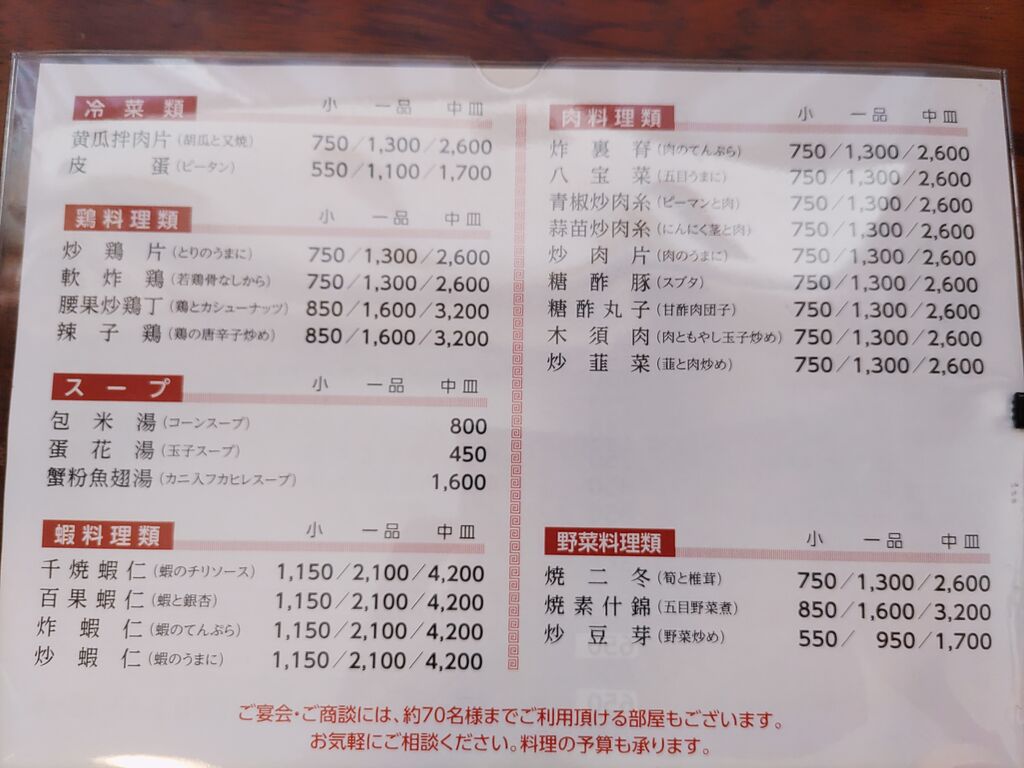 冷菜類 小 一品 中皿
黄瓜拌肉片(胡瓜と叉焼) 750/1,300/2,600
皮蛋(ピータン) 550/1,100/1,700
鶏料理類 小 一品 中皿
炒鶏片(とりのうまに) 750/1,300/2,600
軟炸鶏(若鶏骨なしから) 750/1,300/2,600
腰果炒鶏丁(鶏とカシューナッツ) 850/1,600/3,200
辣子鶏(鶏の唐辛子炒め) 850/1,600/3,200
スープ 小 一品 中皿
包米湯(コーンスープ) 800
蛋花湯(玉子スープ) 450
蟹粉魚翅湯(カニ入フカヒレスープ) 1,600
蝦料理類 小 一品 中皿
干焼蝦仁(蝦のチリソース) 1,150/2,100/4,200
百果蝦仁(蝦と銀杏) 1,150/2,100/4,200
炸蝦仁(蝦のてんぷら) 1,150/2,100/4,200
炒蝦仁(蝦のうまに) 1,150/2,100/4,200
肉料理類 小 一品 中皿
炸裏脊(肉のてんぷら) 750/1,300/2,600
八宝菜(五目うまに) 750/1,300/2,600
青椒炒肉糸(ピーマンと肉) 750/1,300/2,600
蒜苗炒肉糸(にんにく茎と肉) 750/1,300/2,600
炒肉片(肉のうまに) 750/1,300/2,600
糖酢豚(スブタ) 750/1,300/2,600
糖酢丸子(甘酢肉団子) 750/1,300/2,600
木須肉(肉ともやし玉子炒め) 750/1,300/2,600
炒韮菜(韮と肉炒め) 750/1,300/2,600
野菜料理類 小 一品 中皿
焼二冬(筍と椎茸) 750/1,300/2,600
焼素什錦(五目野菜煮) 850/1,600/3,200
炒豆芽(野菜炒め) 550/ 950/1,700
ご宴会・ご商談には、約70名様までご利用頂ける部屋もございます。
お気軽にご相談ください。料理の予算も承ります。